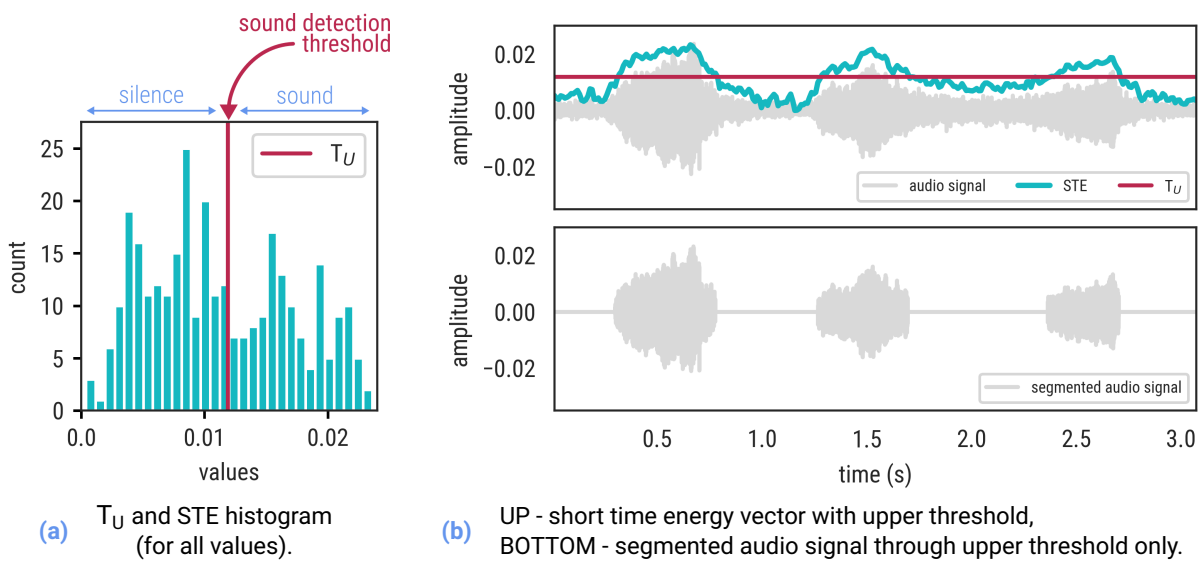 sound detection
threshold
silence
sound
T_U
25
20
15
10
5
0
count
0.0
0.01
0.02
values
(a)
T_U and STE histogram
(for all values).
0.02
0.00
−0.02
amplitude
audio signal
STE
T_U
0.02
0.00
−0.02
amplitude
segmented audio signal
0.5
1.0
1.5
2.0
2.5
3.0
time (s)
(b)
UP - short time energy vector with upper threshold,
BOTTOM - segmented audio signal through upper threshold only.